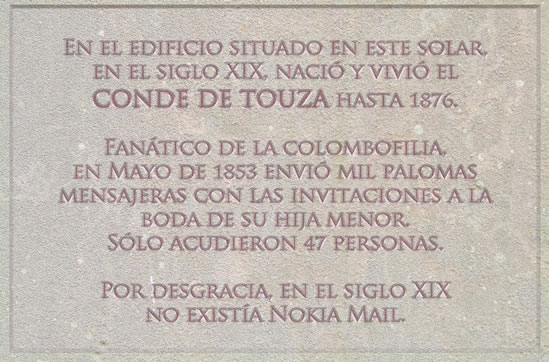 EN EL EDIFICIO SITUADO EN ESTE SOLAR,
EN EL SIGLO XIX, NACIÓ Y VIVIÓ EL
CONDE DE TOUZA HASTA 1876.
FANÁTICO DE LA COLOMBOFILIA,
EN MAYO DE 1853 ENVIÓ MIL PALOMAS
MENSAJERAS CON LAS INVITACIONES A LA
BODA DE SU HIJA MENOR.
SÓLO ACUDIERON 47 PERSONAS.
POR DESGRACIA, EN EL SIGLO XIX
NO EXISTÍA NOKIA MAIL.